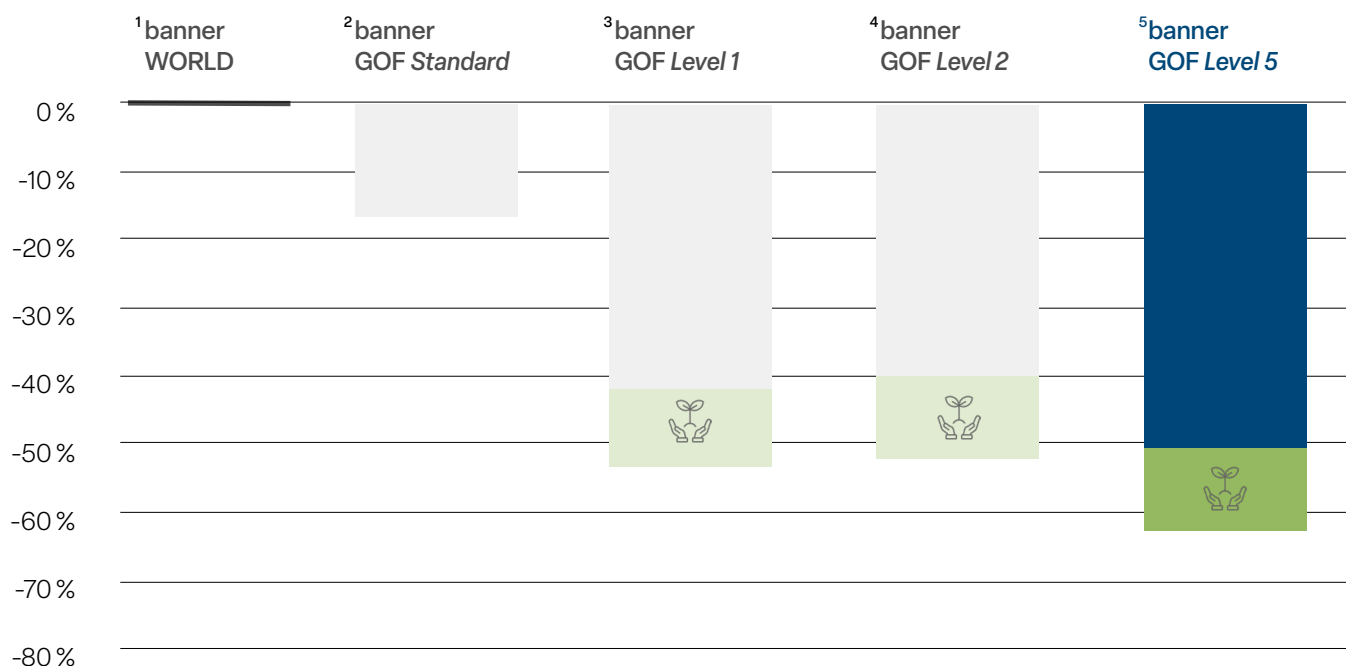 ¹banner
WORLD
²banner
GOF Standard
³banner
GOF Level 1
⁴banner
GOF Level 2
⁵banner
GOF Level 5
0 %
-10 %
-20 %
-30 %
-40 %
-50 %
-60 %
-70 %
-80 %